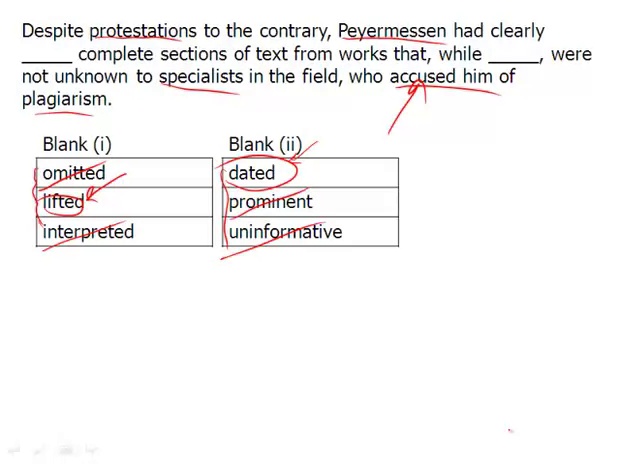 Despite protestations to the contrary, Peyermessen had clearly
_____ complete sections of text from works that, while _____, were
not unknown to specialists in the field, who accused him of
plagiarism.
Blank (i) Blank (ii)
omitted dated
lifted prominent
interpreted uninformative